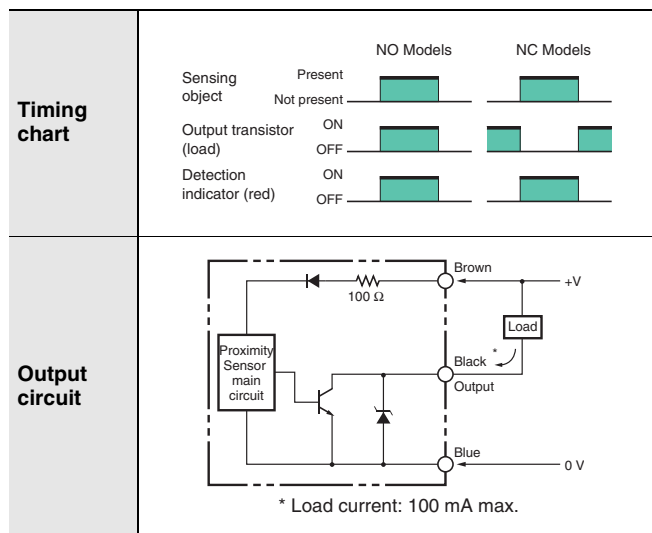 Timing
chart
NO Models
NC Models
Sensing
object
Present
Not present
Output transistor
(load)
ON
OFF
Detection
indicator (red)
ON
OFF
Output
circuit
Brown
+V
100 Ω
Load
Proximity
Sensor
main
circuit
*
Black
Output
Blue
0 V
* Load current: 100 mA max.